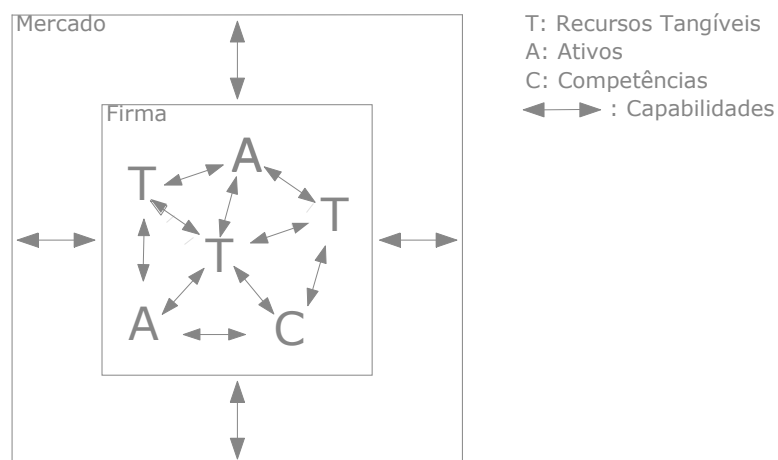 Mercado
T: Recursos Tangíveis
A: Ativos
C: Competências
: Capabilidades
Firma
A
T
T
T
A
C